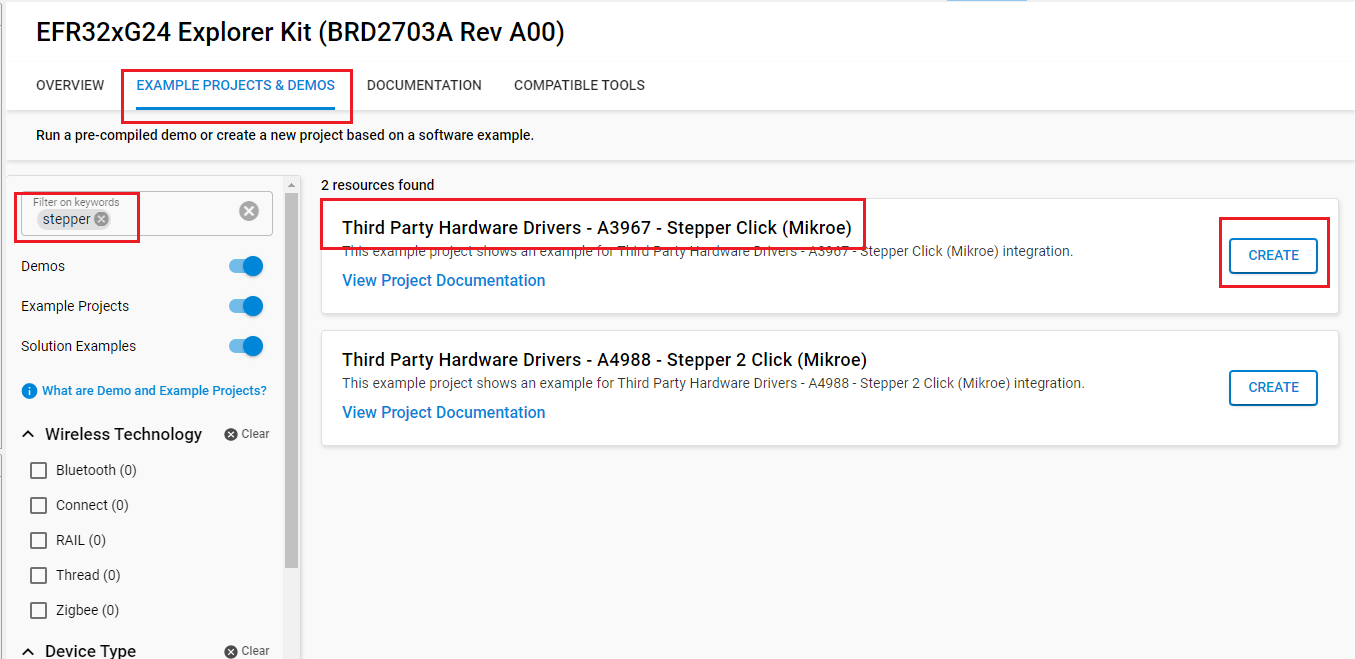 EFR32xG24 Explorer Kit (BRD2703A Rev A00)
OVERVIEW
EXAMPLE PROJECTS & DEMOS
DOCUMENTATION
COMPATIBLE TOOLS
Run a pre-compiled demo or create a new project based on a software example.
Filter on keywords
stepper
Demos
Example Projects
Solution Examples
What are Demo and Example Projects?
Wireless Technology
Clear
Bluetooth (0)
Connect (0)
RAIL (0)
Thread (0)
Zigbee (0)
Device Type
Clear
2 resources found
Third Party Hardware Drivers - A3967 - Stepper Click (Mikroe)
This example project shows an example for Third Party Hardware Drivers - A3967 - Stepper Click (Mikroe) integration.
View Project Documentation
CREATE
Third Party Hardware Drivers - A4988 - Stepper 2 Click (Mikroe)
This example project shows an example for Third Party Hardware Drivers - A4988 - Stepper 2 Click (Mikroe) integration.
View Project Documentation
CREATE